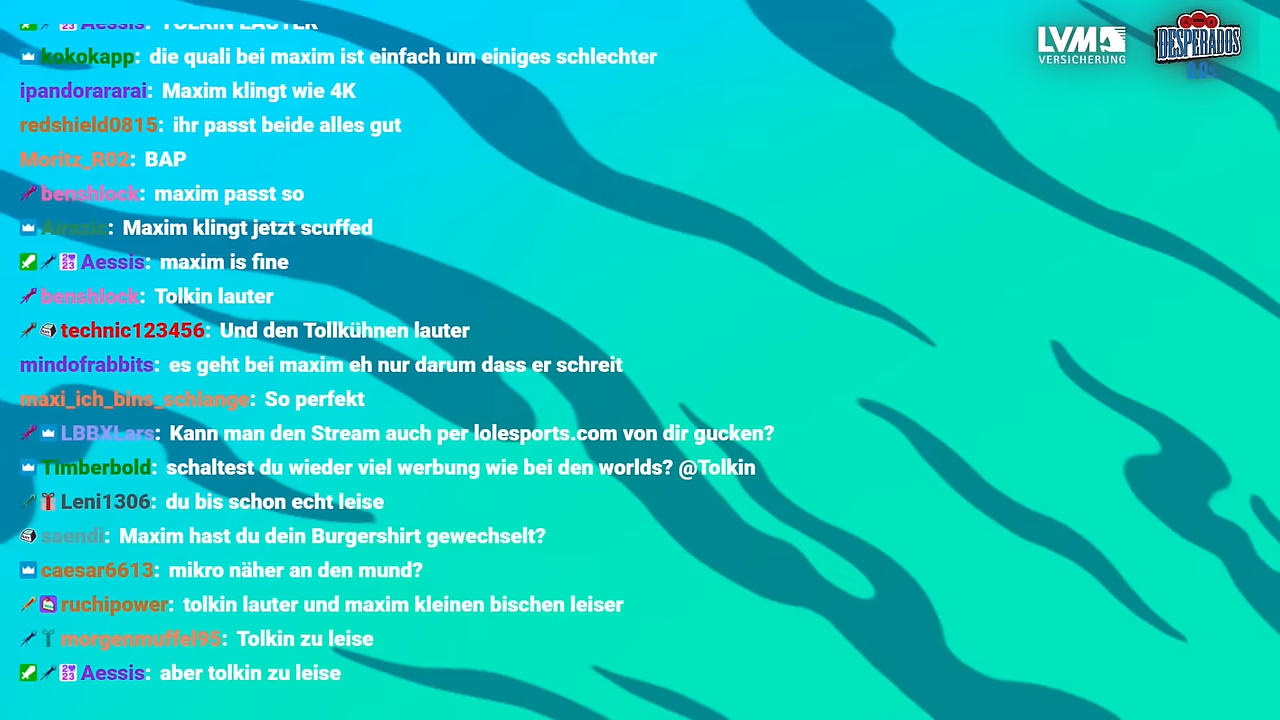 Aessis: TOLKIN LAUTER
kokokapp: die quali bei maxim ist einfach um einiges schlechter
ipandorararai: Maxim klingt wie 4K
redshield0815: ihr passt beide alles gut
Moritz_R02: BAP
benshlock: maxim passt so
: Maxim klingt jetzt scuffed
Aessis: maxim is fine
benshlock: Tolkin lauter
technic123456: Und den Tollkühnen lauter
mindofrabbits: es geht bei maxim eh nur darum dass er schreit
maxi_ich_bins_schlange: So perfekt
LBBXLars: Kann man den Stream auch per lolesports.com von dir gucken?
Timberbold: schaltest du wieder viel werbung wie bei den worlds? @Tolkin
Leni1306: du bis schon echt leise
saendl: Maxim hast du dein Burgershirt gewechselt?
caesar6613: mikro näher an den mund?
ruchipower: tolkin lauter und maxim kleinen bischen leiser
morgenmuffel95: Tolkin zu leise
Aessis: aber tolkin zu leise
LVM
VERSICHERUNG
DESPERADOS